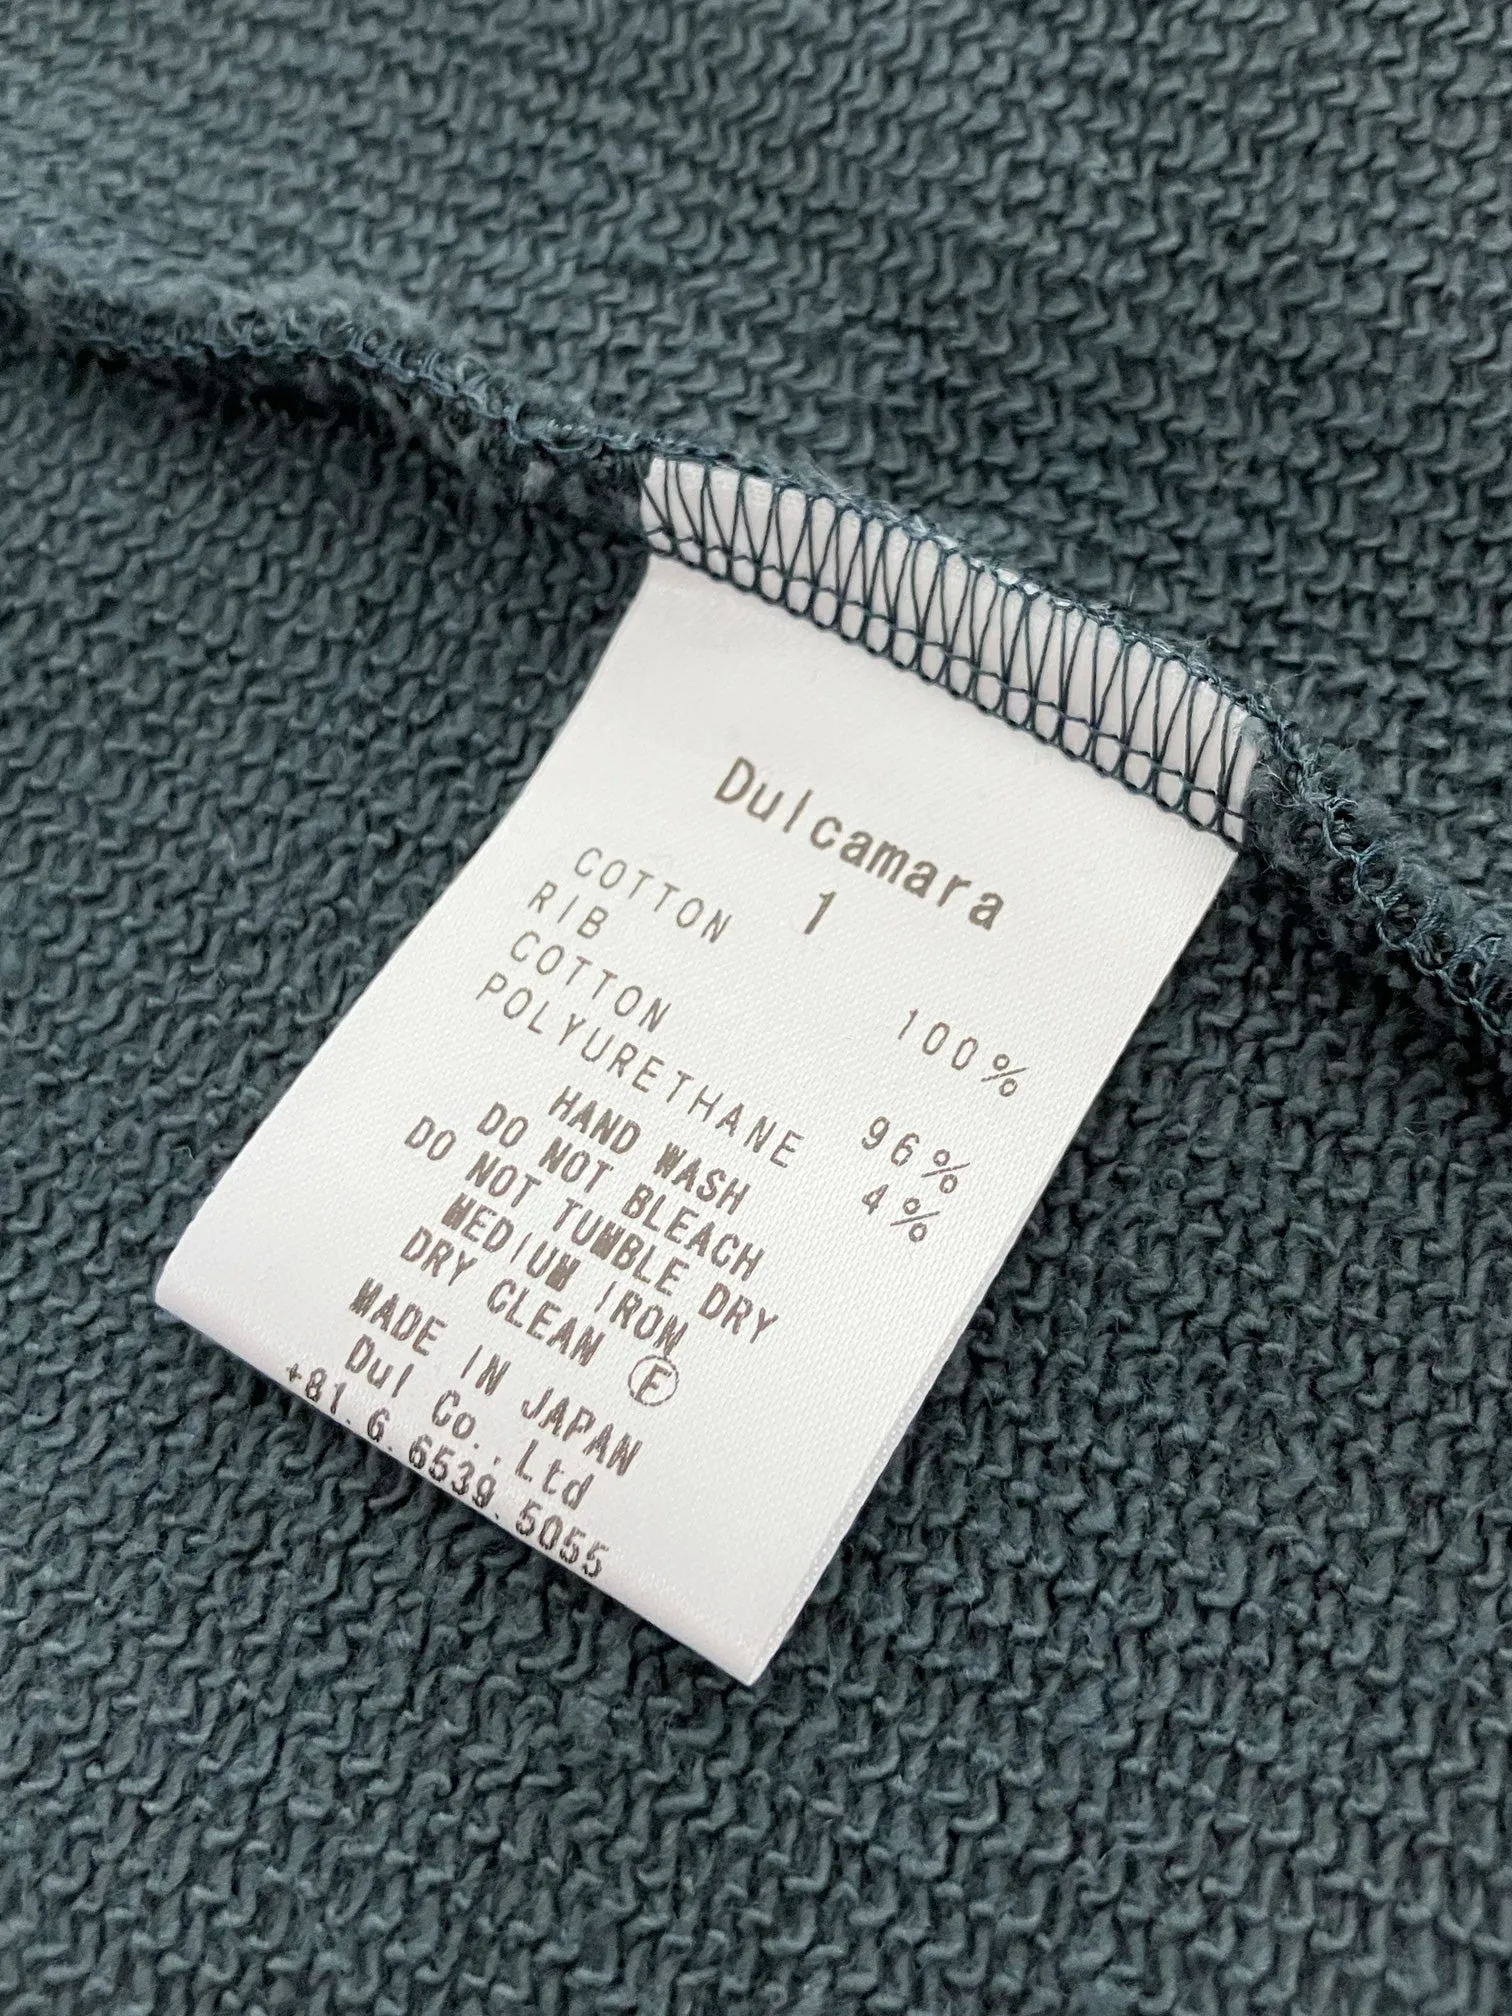 Dulcamara
1
COTTON 100%
RIB
COTTON 96%
POLYURETHANE 4%
HAND WASH
DO NOT BLEACH
DO NOT TUMBLE DRY
MEDIUM IRON
DRY CLEAN Ⓕ
MADE IN JAPAN
Dul Co., Ltd
+81.6.6539.5055